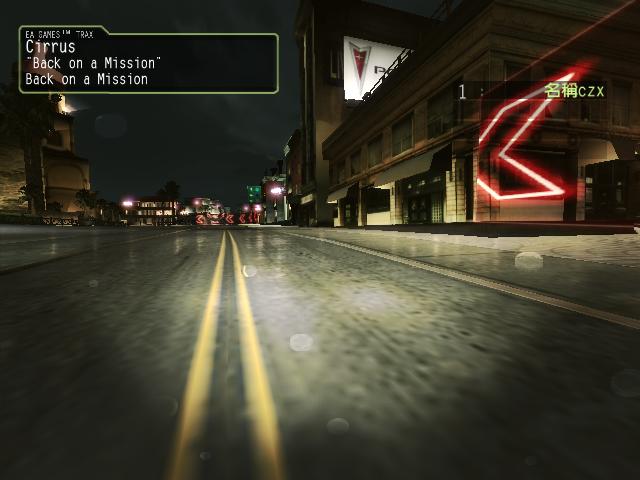 EA GAMES™ TRAX
Cirrus
"Back on a Mission"
Back on a Mission
1 : 名稱czx